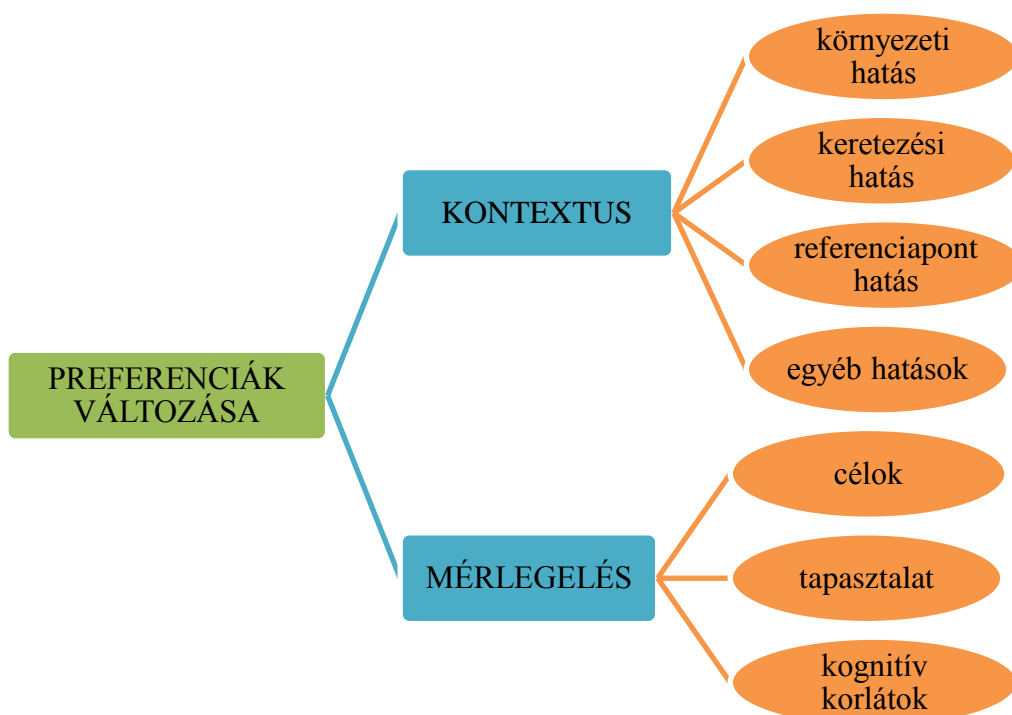 PREFERENCIÁK
VÁLTOZÁSA
KONTEXTUS
környezeti
hatás
keretezési
hatás
referenciapont
hatás
egyéb hatások
MÉRLEGELÉS
célok
tapasztalat
kognitív
korlátok